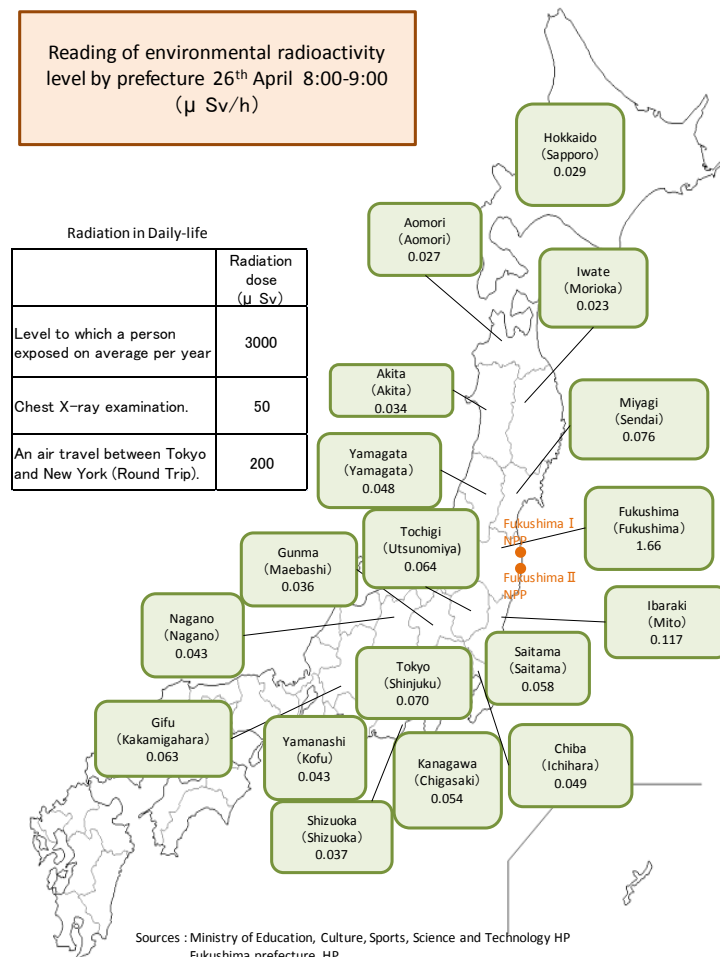 Reading of environmental radioactivity
level by prefecture 26th April 8:00-9:00
(μ Sv/h)
Hokkaido
(Sapporo)
0.029
Aomori
(Aomori)
0.027
Iwate
(Morioka)
0.023
Radiation in Daily-life
Radiation
dose
(μ Sv)
Level to which a person
exposed on average per year
3000
Chest X-ray examination.
50
An air travel between Tokyo
and New York (Round Trip).
200
Akita
(Akita)
0.034
Miyagi
(Sendai)
0.076
Yamagata
(Yamagata)
0.048
Fukushima
(Fukushima)
1.66
Fukushima I
NPP
Fukushima II
NPP
Tochigi
(Utsunomiya)
0.064
Gunma
(Maebashi)
0.036
Ibaraki
(Mito)
0.117
Nagano
(Nagano)
0.043
Saitama
(Saitama)
0.058
Tokyo
(Shinjuku)
0.070
Gifu
(Kakamigahara)
0.063
Yamanashi
(Kofu)
0.043
Kanagawa
(Chigasaki)
0.054
Chiba
(Ichihara)
0.049
Shizuoka
(Shizuoka)
0.037
Sources : Ministry of Education, Culture, Sports, Science and Technology HP
Fukushima prefecture HP